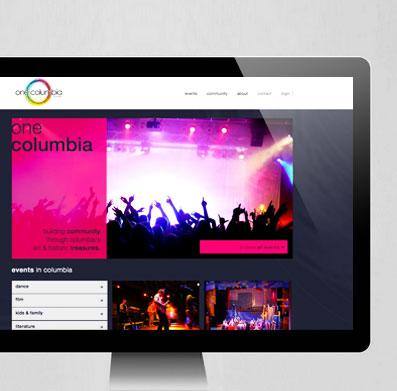 one columbia
events community about contact login
one
columbia
building community
through columbia's
art & historic treasures.
events in columbia
dance
film
kids & family
literature